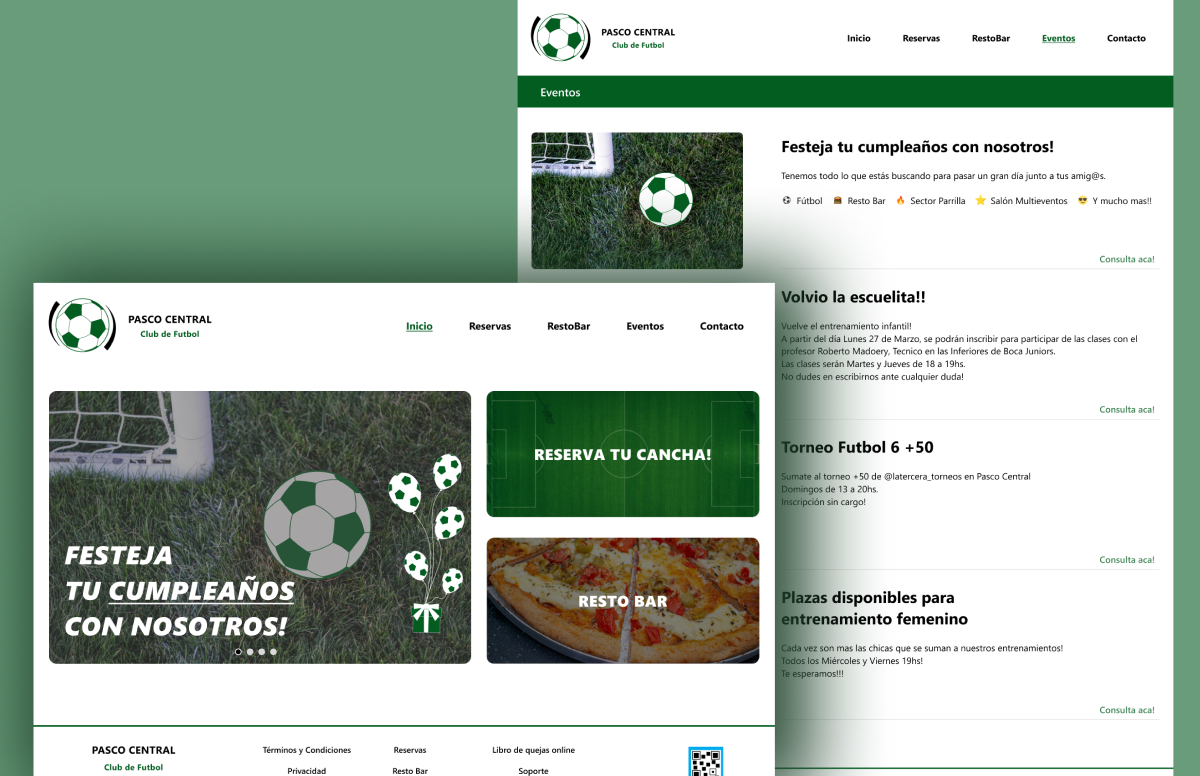 PASCO CENTRAL
Club de Futbol
Inicio
Reservas
RestoBar
Eventos
Contacto
Eventos
Festeja tu cumpleaños con nosotros!
Tenemos todo lo que estás buscando para pasar un gran día junto a tus amig@s.
⚽ Fútbol 🍔 Resto Bar 🔥 Sector Parrilla ⭐ Salón Multieventos 😎 Y mucho mas!!
Consulta aca!
Volvio la escuelita!!
Vuelve el entrenamiento infantil!
A partir del día Lunes 27 de Marzo, se podrán inscribir para participar de las clases con el
profesor Roberto Madoery, Tecnico en las Inferiores de Boca Juniors.
Las clases serán Martes y Jueves de 18 a 19hs.
No dudes en escribirnos ante cualquier duda!
Consulta aca!
Torneo Futbol 6 +50
Sumate al torneo +50 de @latercera_torneos en Pasco Central
Domingos de 13 a 20hs.
Inscripción sin cargo!
Consulta aca!
Plazas disponibles para
entrenamiento femenino
Cada vez son mas las chicas que se suman a nuestros entrenamientos!
Todos los Miércoles y Viernes 19hs!
Te esperamos!!!
Consulta aca!
PASCO CENTRAL
Club de Futbol
Inicio
Reservas
RestoBar
Eventos
Contacto
FESTEJA
TU CUMPLEAÑOS
CON NOSOTROS!
RESERVA TU CANCHA!
RESTO BAR
PASCO CENTRAL
Club de Futbol
Términos y Condiciones
Privacidad
Reservas
Resto Bar
Libro de quejas online
Soporte